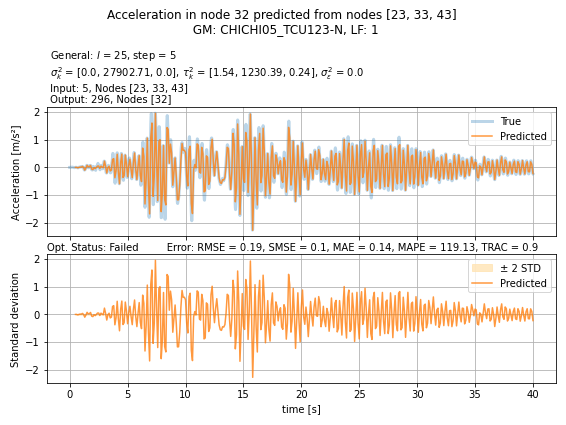 Acceleration in node 32 predicted from nodes [23, 33, 43]
GM: CHICHI05_TCU123-N, LF: 1
General: l = 25, step = 5
σ²ₖ = [0.0, 27902.71, 0.0], τ²ₖ = [1.54, 1230.39, 0.24], σ²ε = 0.0
Input: 5, Nodes [23, 33, 43]
Output: 296, Nodes [32]
Acceleration [m/s²]
2
1
0
−1
−2
True
Predicted
Opt. Status: Failed Error: RMSE = 0.19, SMSE = 0.1, MAE = 0.14, MAPE = 119.13, TRAC = 0.9
Standard deviation
2
1
0
−1
−2
± 2 STD
Predicted
0 5 10 15 20 25 30 35 40
time [s]